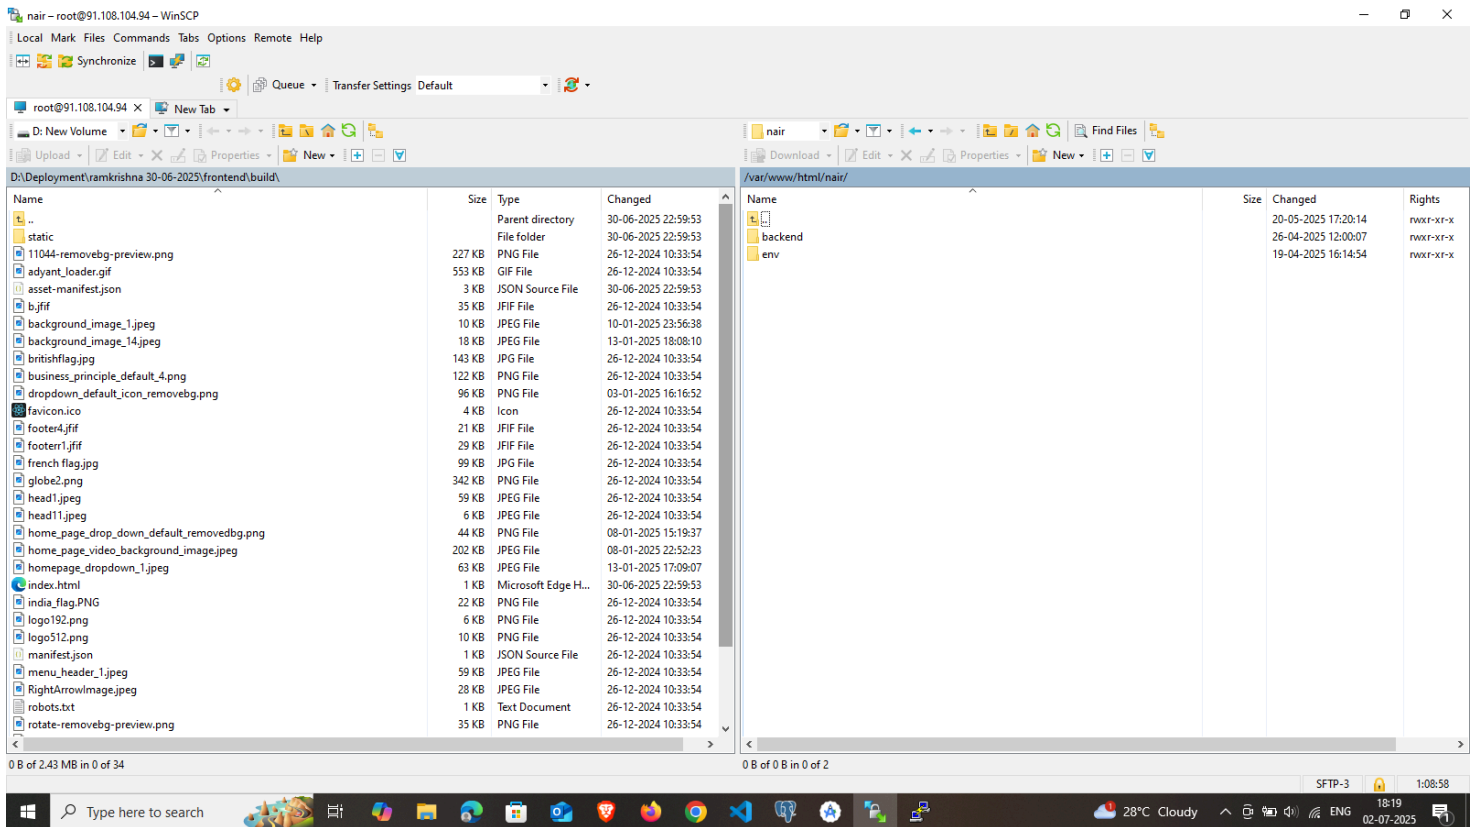 nair – root@91.108.104.94 – WinSCP
Local Mark Files Commands Tabs Options Remote Help
Synchronize
Queue Transfer Settings Default
root@91.108.104.94 New Tab
D: New Volume
nair Find Files
Upload Edit Properties New
Download Edit Properties New
D:\Deployment\ramkrishna 30-06-2025\frontend\build\
/var/www/html/nair/
Name Size Type Changed
.. Parent directory 30-06-2025 22:59:53
static File folder 30-06-2025 22:59:53
11044-removebg-preview.png 227 KB PNG File 26-12-2024 10:33:54
adyant_loader.gif 553 KB GIF File 26-12-2024 10:33:54
asset-manifest.json 3 KB JSON Source File 30-06-2025 22:59:53
b.jfif 35 KB JFIF File 26-12-2024 10:33:54
background_image_1.jpeg 10 KB JPEG File 10-01-2025 23:56:38
background_image_14.jpeg 18 KB JPEG File 13-01-2025 18:08:10
britishflag.jpg 143 KB JPG File 26-12-2024 10:33:54
business_principle_default_4.png 122 KB PNG File 26-12-2024 10:33:54
dropdown_default_icon_removebg.png 96 KB PNG File 03-01-2025 16:16:52
favicon.ico 4 KB Icon 26-12-2024 10:33:54
footer4.jfif 21 KB JFIF File 26-12-2024 10:33:54
footerr1.jfif 29 KB JFIF File 26-12-2024 10:33:54
french flag.jpg 99 KB JPG File 26-12-2024 10:33:54
globe2.png 342 KB PNG File 26-12-2024 10:33:54
head1.jpeg 59 KB JPEG File 26-12-2024 10:33:54
head11.jpeg 6 KB JPEG File 26-12-2024 10:33:54
home_page_drop_down_default_removedbg.png 44 KB PNG File 08-01-2025 15:19:37
home_page_video_background_image.jpeg 202 KB JPEG File 08-01-2025 22:52:23
homepage_dropdown_1.jpeg 63 KB JPEG File 13-01-2025 17:09:07
index.html 1 KB Microsoft Edge H... 30-06-2025 22:59:53
india_flag.PNG 22 KB PNG File 26-12-2024 10:33:54
logo192.png 6 KB PNG File 26-12-2024 10:33:54
logo512.png 10 KB PNG File 26-12-2024 10:33:54
manifest.json 1 KB JSON Source File 26-12-2024 10:33:54
menu_header_1.jpeg 59 KB JPEG File 26-12-2024 10:33:54
RightArrowImage.jpeg 28 KB JPEG File 26-12-2024 10:33:54
robots.txt 1 KB Text Document 26-12-2024 10:33:54
rotate-removebg-preview.png 35 KB PNG File 26-12-2024 10:33:54
Name Size Changed Rights
.. 20-05-2025 17:20:14 rwxr-xr-x
backend 26-04-2025 12:00:07 rwxr-xr-x
env 19-04-2025 16:14:54 rwxr-xr-x
0 B of 2.43 MB in 0 of 34
0 B of 0 B in 0 of 2
SFTP-3 1:08:58
Type here to search
1
28°C Cloudy
ENG
18:19
02-07-2025
1